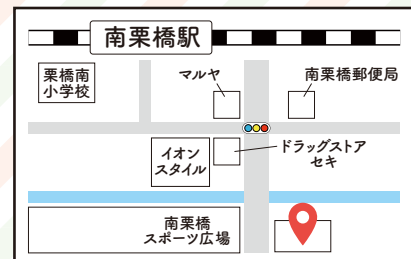 南栗橋駅
栗橋南
小学校
マルヤ
南栗橋郵便局
イオン
スタイル
ドラッグストア
セキ
南栗橋
スポーツ広場